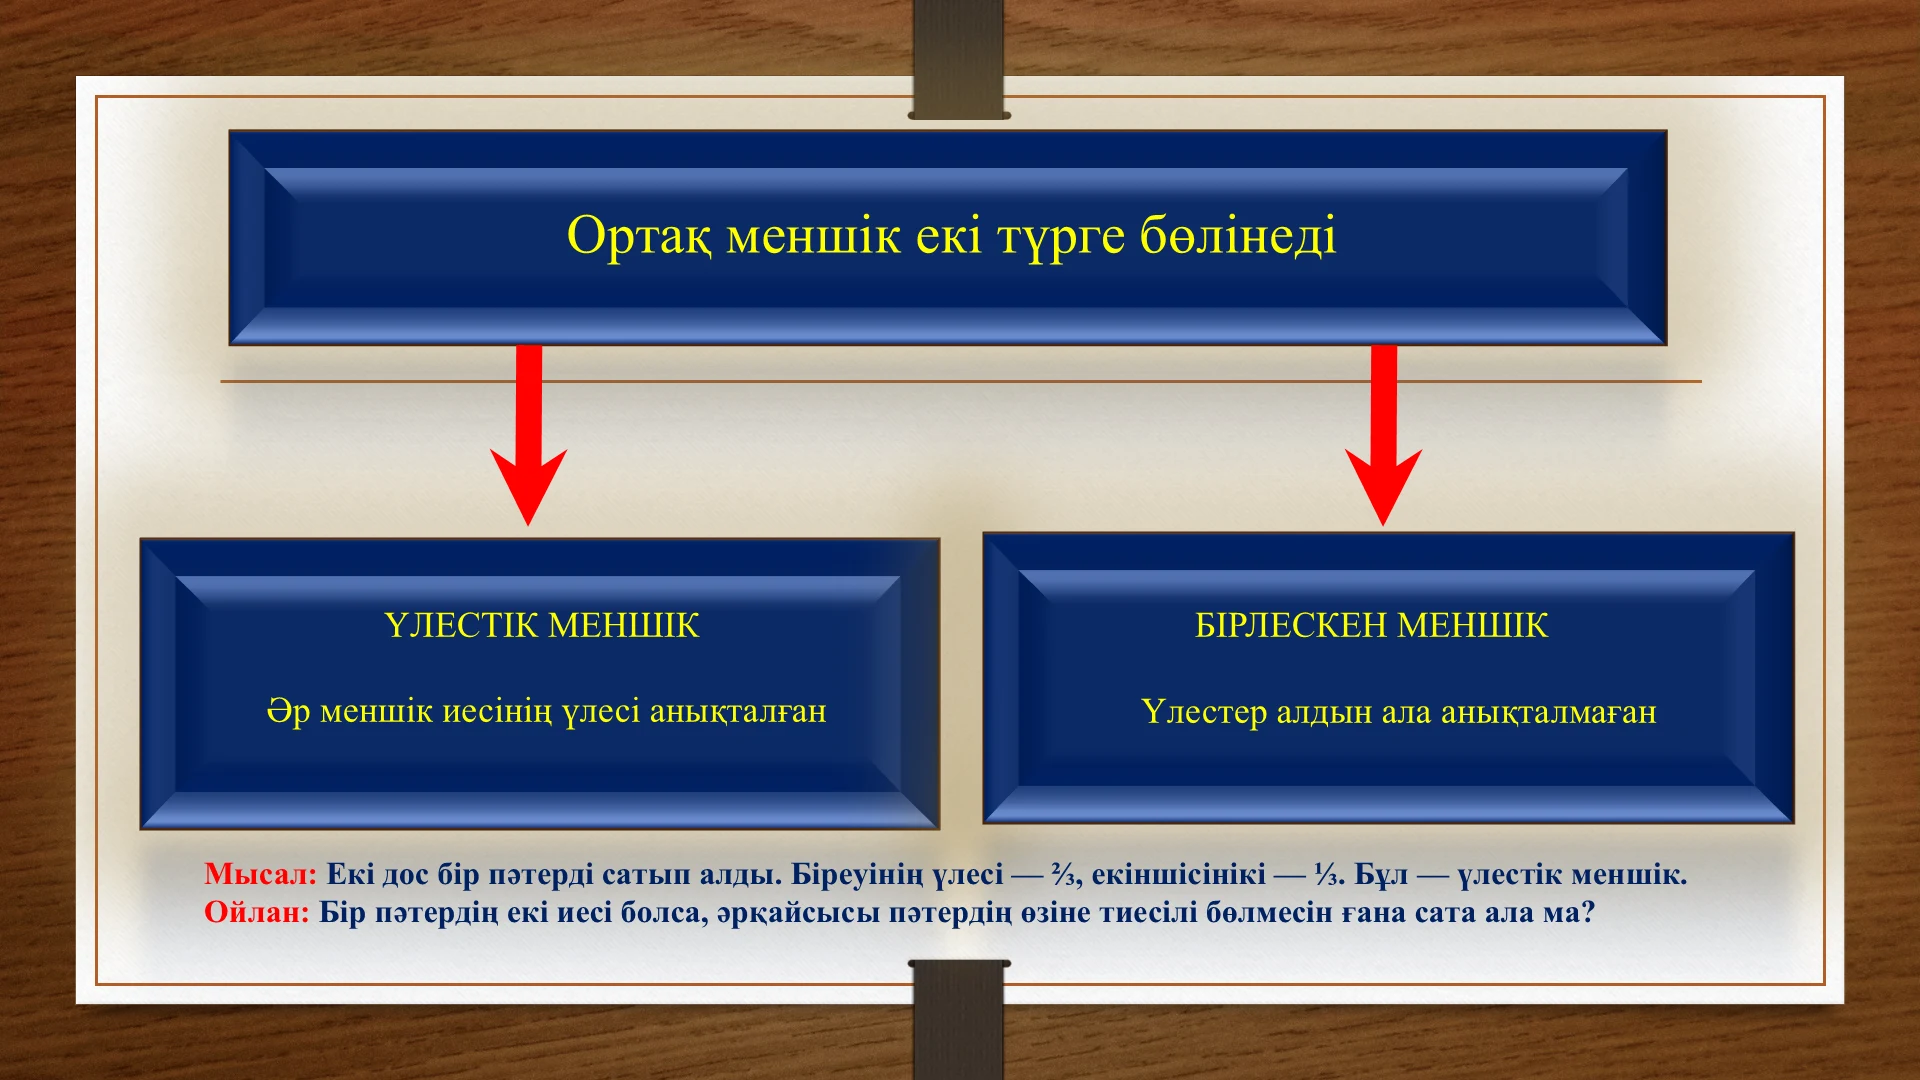 Ортақ меншік екі түрге бөлінеді
ҮЛЕСТІК МЕНШІК
Әр меншік иесінің үлесі анықталған
БІРЛЕСКЕН МЕНШІК
Үлестер алдын ала анықталмаған
Мысал: Екі дос бір пәтерді сатып алды. Біреуінің үлесі — ⅔, екіншісінікі — ⅓. Бұл — үлестік меншік.
Ойлан: Бір пәтердің екі иесі болса, әрқайсысы пәтердің өзіне тиесілі бөлмесін ғана сата ала ма?